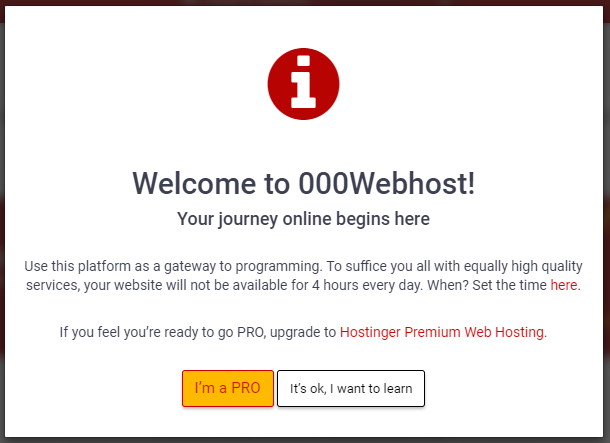 Welcome to 000Webhost!
Your journey online begins here
Use this platform as a gateway to programming. To suffice you all with equally high quality
services, your website will not be available for 4 hours every day. When? Set the time here.
If you feel you’re ready to go PRO, upgrade to Hostinger Premium Web Hosting.
I’m a PRO
It’s ok, I want to learn